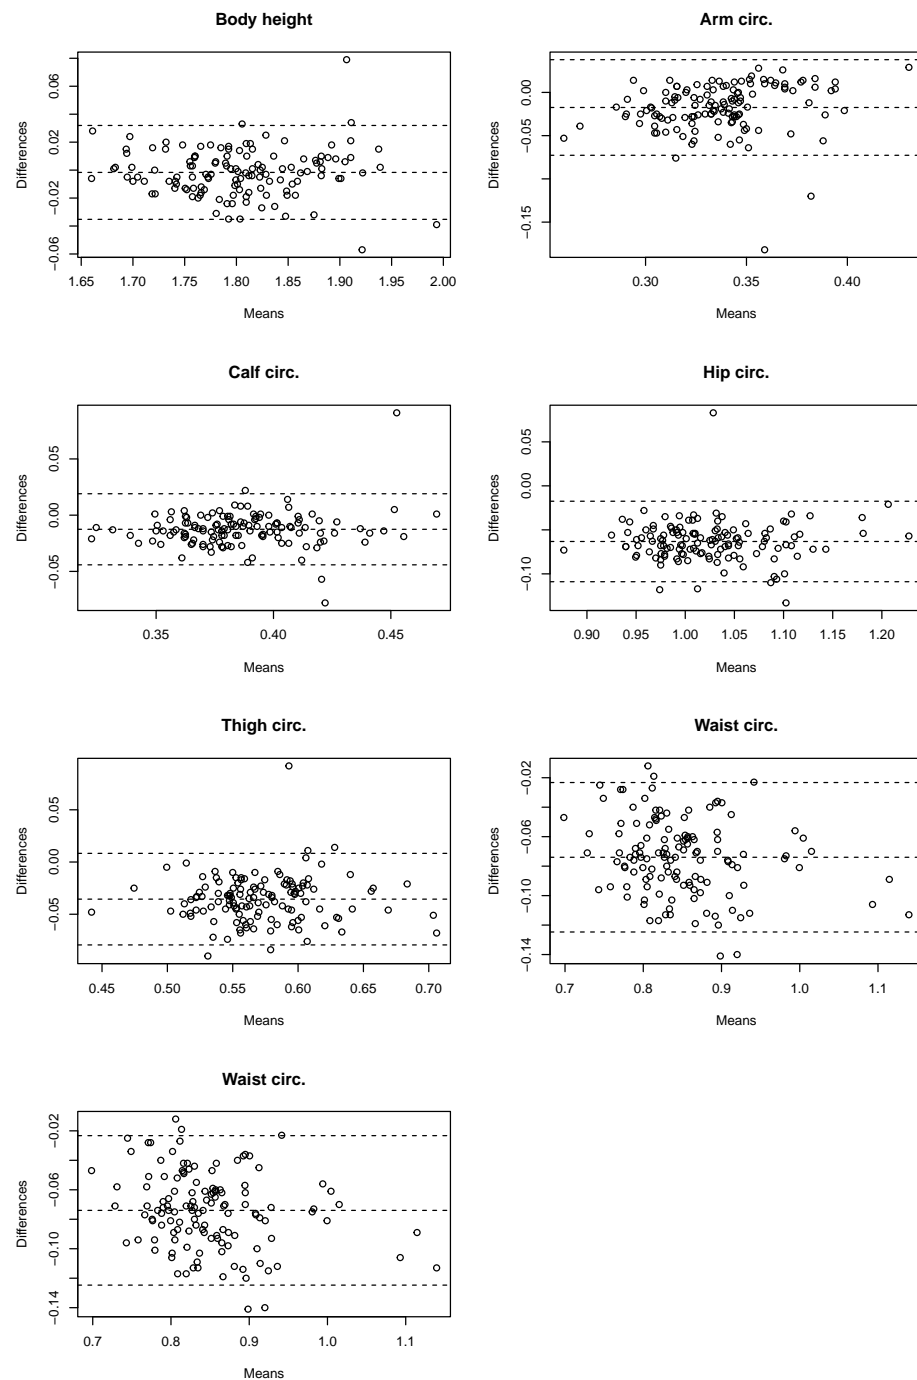 Body height
Differences
0.06
0.02
−0.02
−0.06
1.65 1.70 1.75 1.80 1.85 1.90 1.95 2.00
Means
Arm circ.
Differences
0.00
−0.05
−0.15
0.30 0.35 0.40
Means
Calf circ.
Differences
0.05
0.00
−0.05
0.35 0.40 0.45
Means
Hip circ.
Differences
0.05
0.00
−0.10
0.90 0.95 1.00 1.05 1.10 1.15 1.20
Means
Thigh circ.
Differences
0.05
0.00
−0.05
0.45 0.50 0.55 0.60 0.65 0.70
Means
Waist circ.
Differences
−0.02
−0.06
−0.10
−0.14
0.7 0.8 0.9 1.0 1.1
Means
Waist circ.
Differences
−0.02
−0.06
−0.10
−0.14
0.7 0.8 0.9 1.0 1.1
Means